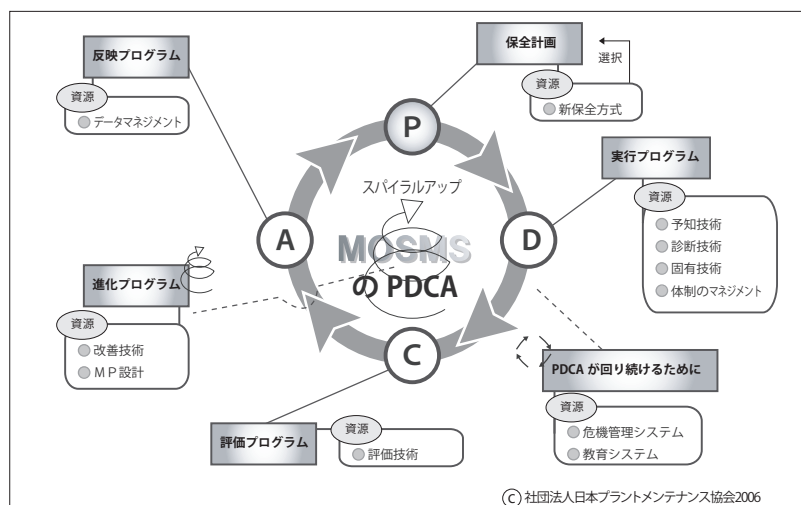 反映プログラム
資源
データマネジメント
保全計画
選択
資源
新保全方式
実行プログラム
資源
予知技術
診断技術
固有技術
体制のマネジメント
P
D
C
A
スパイラルアップ
MOSMS
の PDCA
進化プログラム
資源
改善技術
MP設計
PDCA が回り続けるために
資源
危機管理システム
教育システム
評価プログラム
資源
評価技術
Ⓒ社団法人日本プラントメンテナンス協会2006